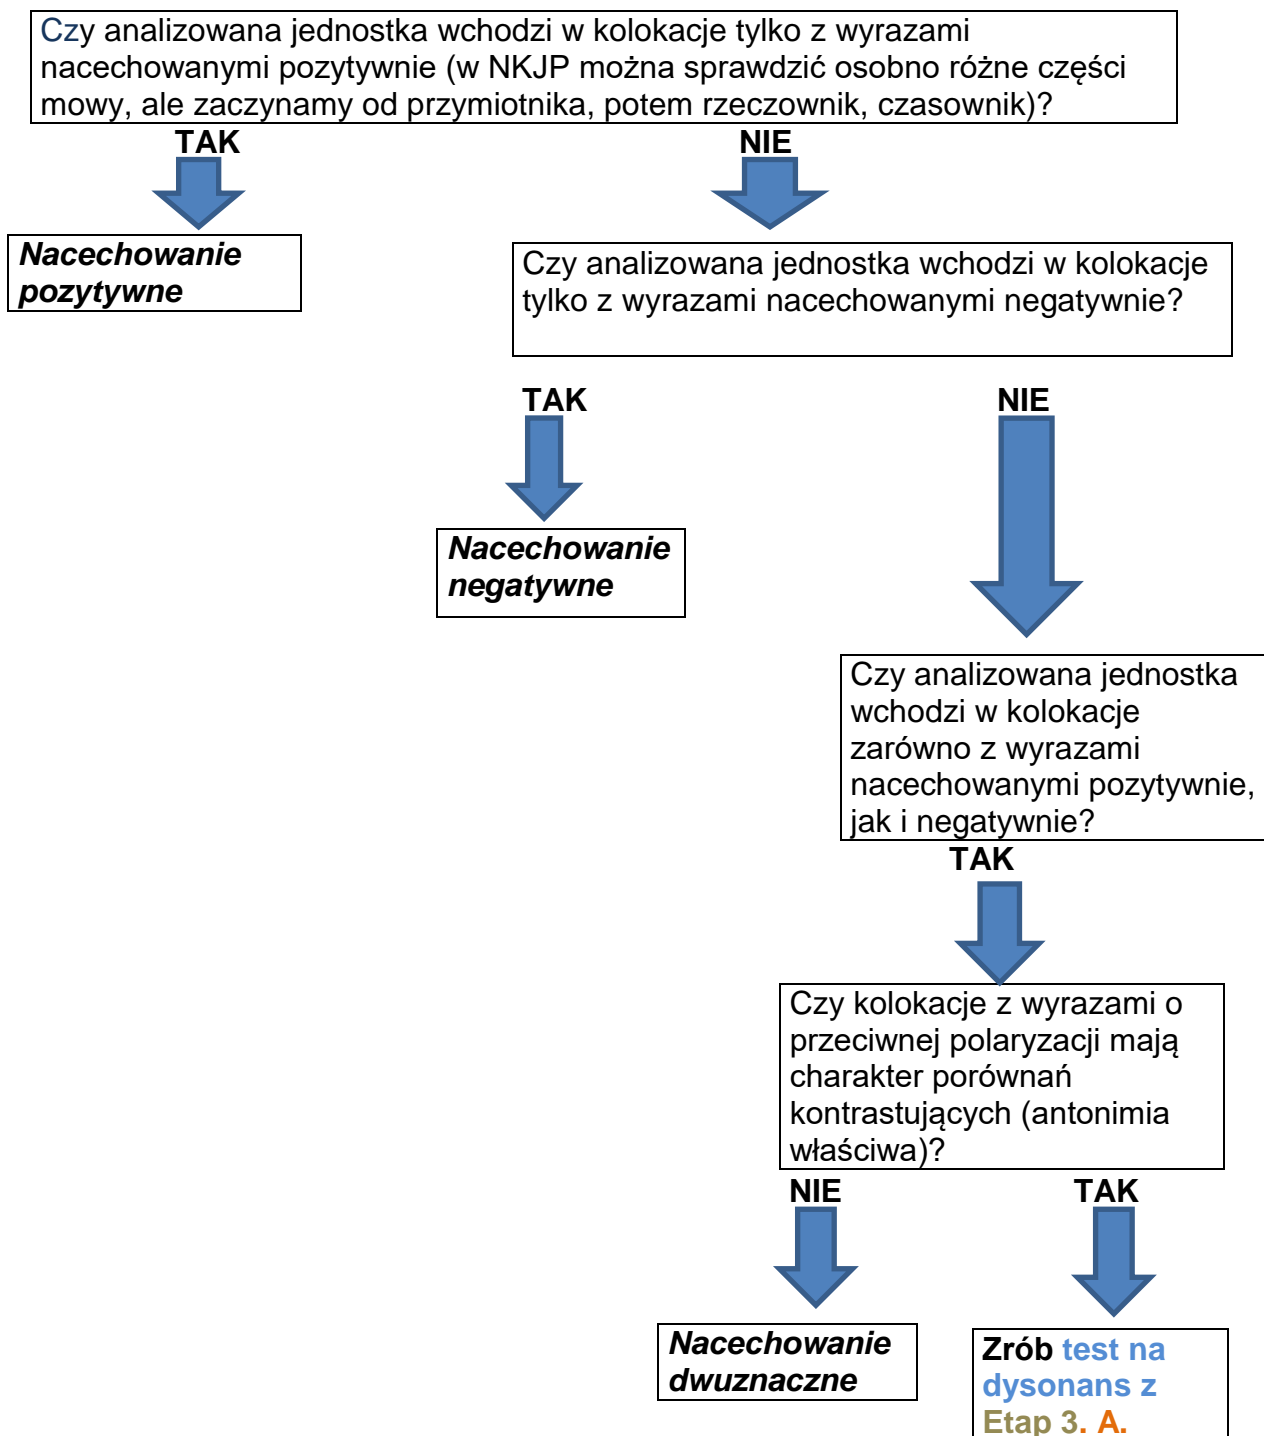 Czy analizowana jednostka wchodzi w kolokacje tylko z wyrazami
nacechowanymi pozytywnie (w NKJP można sprawdzić osobno różne części
mowy, ale zaczynamy od przymiotnika, potem rzeczownik, czasownik)?
TAK
NIE
Nacechowanie
pozytywne
Czy analizowana jednostka wchodzi w kolokacje
tylko z wyrazami nacechowanymi negatywnie?
TAK
NIE
Nacechowanie
negatywne
Czy analizowana jednostka
wchodzi w kolokacje
zarówno z wyrazami
nacechowanymi pozytywnie,
jak i negatywnie?
TAK
Czy kolokacje z wyrazami o
przeciwnej polaryzacji mają
charakter porównań
kontrastujących (antonimia
właściwa)?
NIE
TAK
Nacechowanie
dwuznaczne
Zrób test na
dysonans z
Etap 3. A.